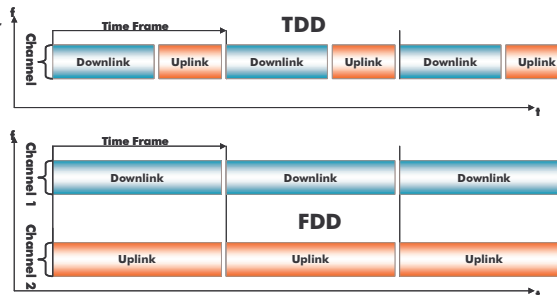 f
Time Frame
TDD
Channel
Downlink Uplink Downlink Uplink Downlink Uplink
t
f
Time Frame
Channel 1
Downlink Downlink Downlink
FDD
Channel 2
Uplink Uplink Uplink
t